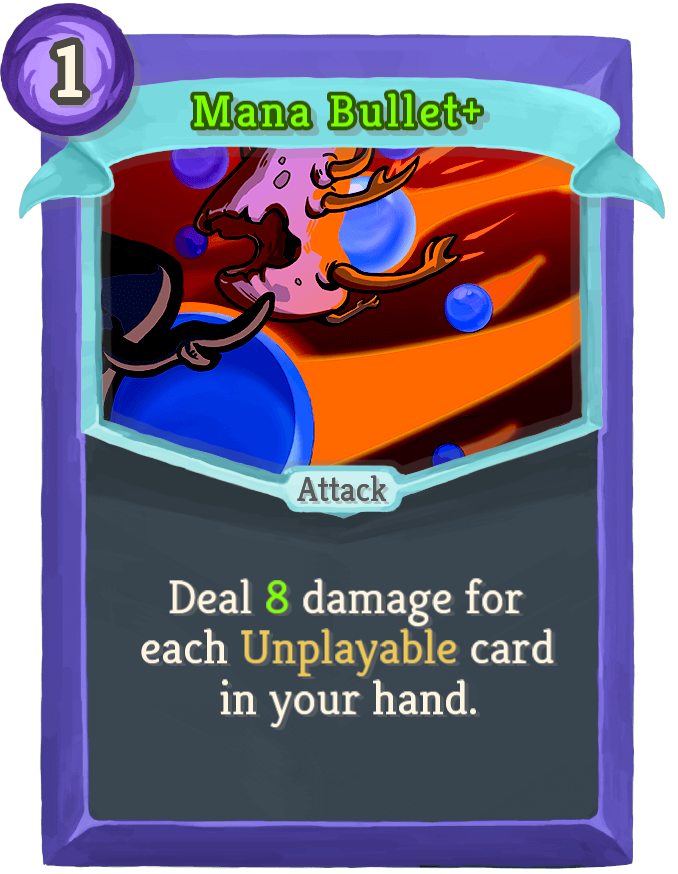 1
Mana Bullet+
Attack
Deal 8 damage for
each Unplayable card
in your hand.